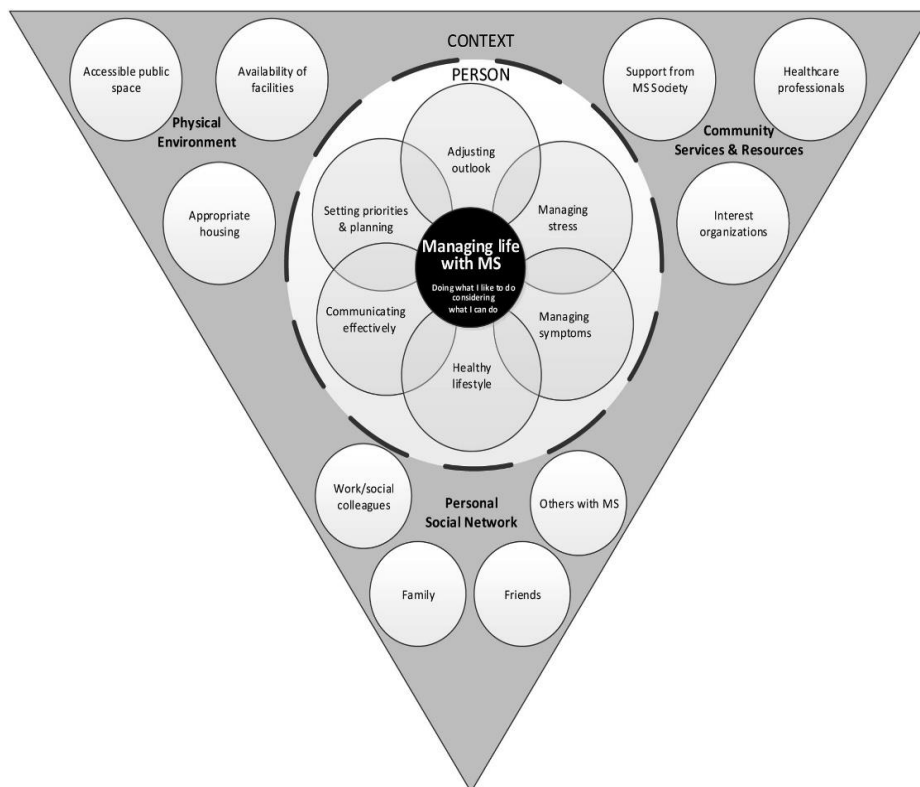 CONTEXT
PERSON
Accessible public
space
Availability of
facilities
Physical
Environment
Appropriate
housing
Support from
MS Society
Healthcare
professionals
Community
Services & Resources
Interest
organizations
Adjusting
outlook
Setting priorities
& planning
Managing
stress
Managing life
with MS
Doing what I like to do
considering
what I can do
Communicating
effectively
Managing
symptoms
Healthy
lifestyle
Work/social
colleagues
Personal
Social Network
Others with MS
Family
Friends